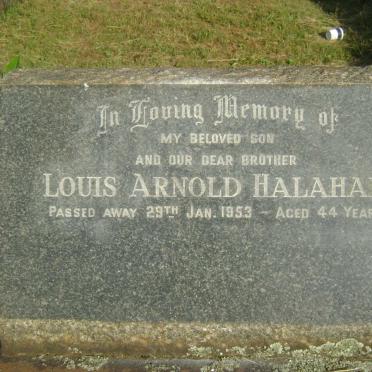 In Loving Memory of
MY BELOVED SON
AND OUR DEAR BROTHER
LOUIS ARNOLD HALAHA
PASSED AWAY 29TH JAN. 1953 - AGED 44 YEAR